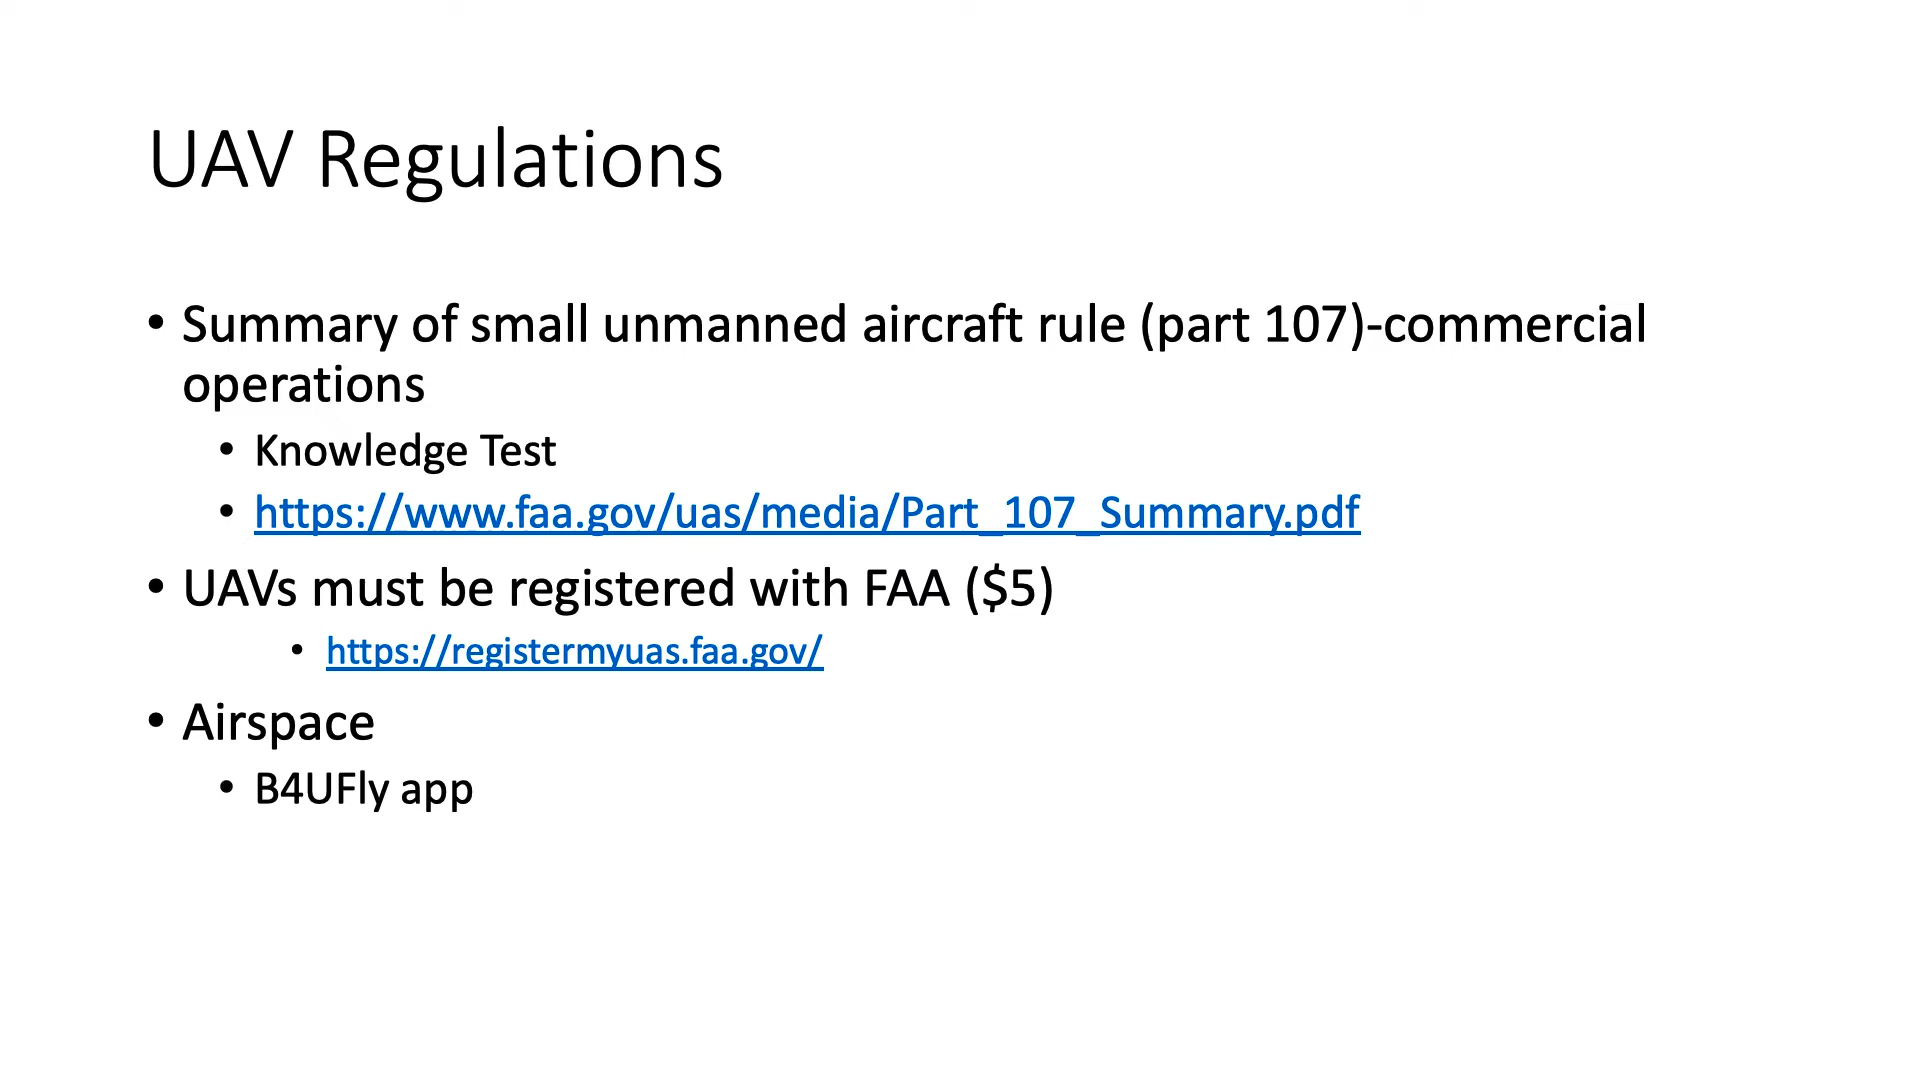 UAV Regulations
• Summary of small unmanned aircraft rule (part 107)-commercial
operations
• Knowledge Test
• https://www.faa.gov/uas/media/Part_107_Summary.pdf
• UAVs must be registered with FAA ($5)
• https://registermyuas.faa.gov/
• Airspace
• B4UFly app